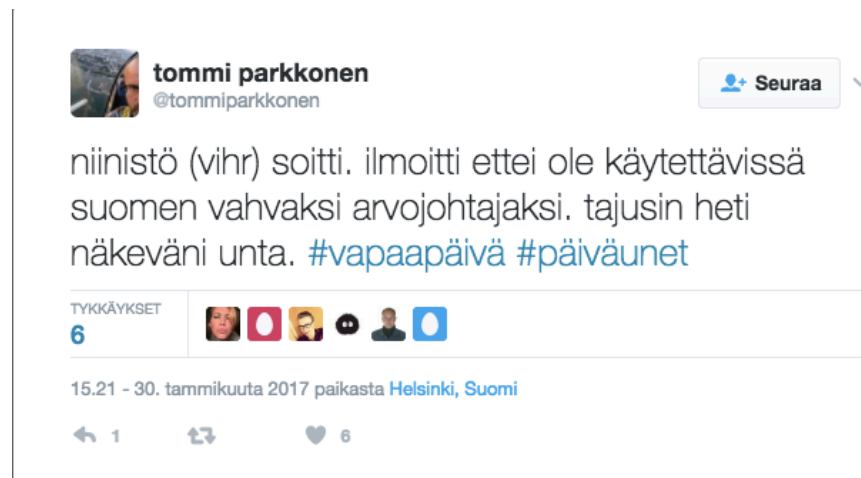 tommi parkkonen
@tommiparkkonen
Seuraa
niinistö (vihr) soitti. ilmoitti ettei ole käytettävissä
suomen vahvaksi arvojohtajaksi. tajusin heti
näkeväni unta. #vapaapäivä #päiväunet
TYKKÄYKSET
6
15.21 - 30. tammikuuta 2017 paikasta Helsinki, Suomi
1
6